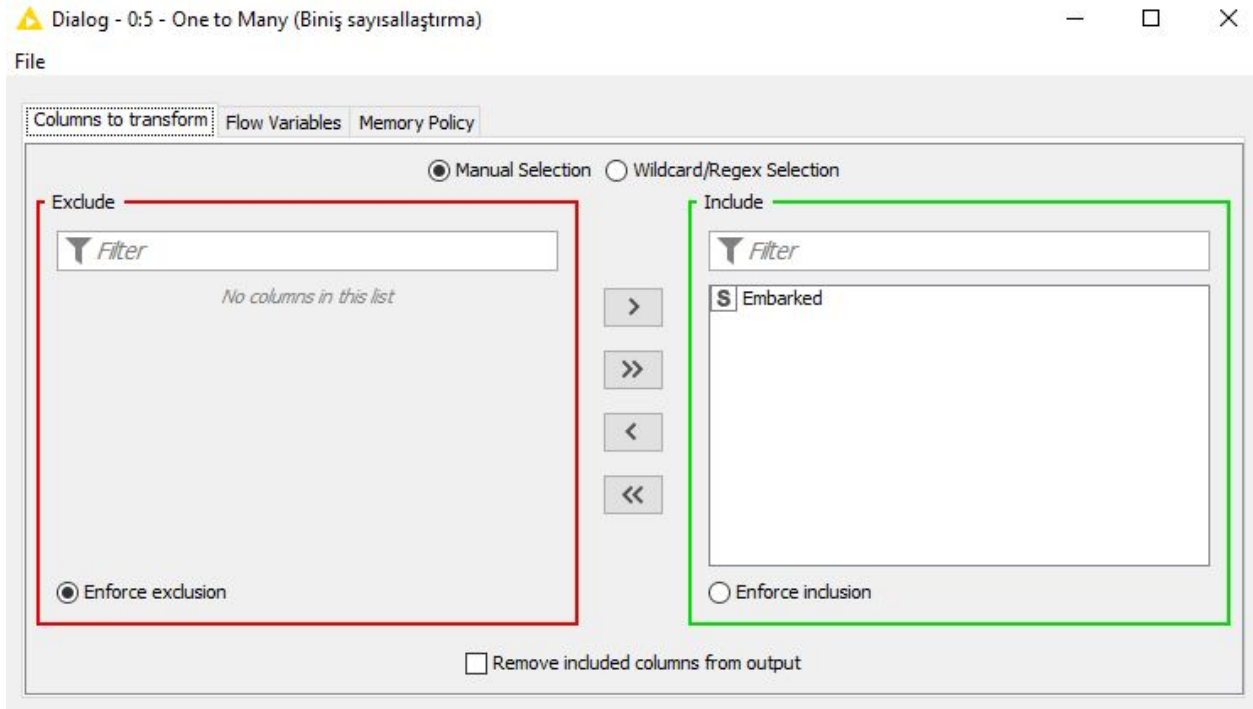 Dialog - 0:5 - One to Many (Biniş sayısallaştırma)
File
Columns to transform Flow Variables Memory Policy
Manual Selection Wildcard/Regex Selection
Exclude Include
Filter Filter
No columns in this list S Embarked
> 
>>
<
<<
Enforce exclusion Enforce inclusion
Remove included columns from output